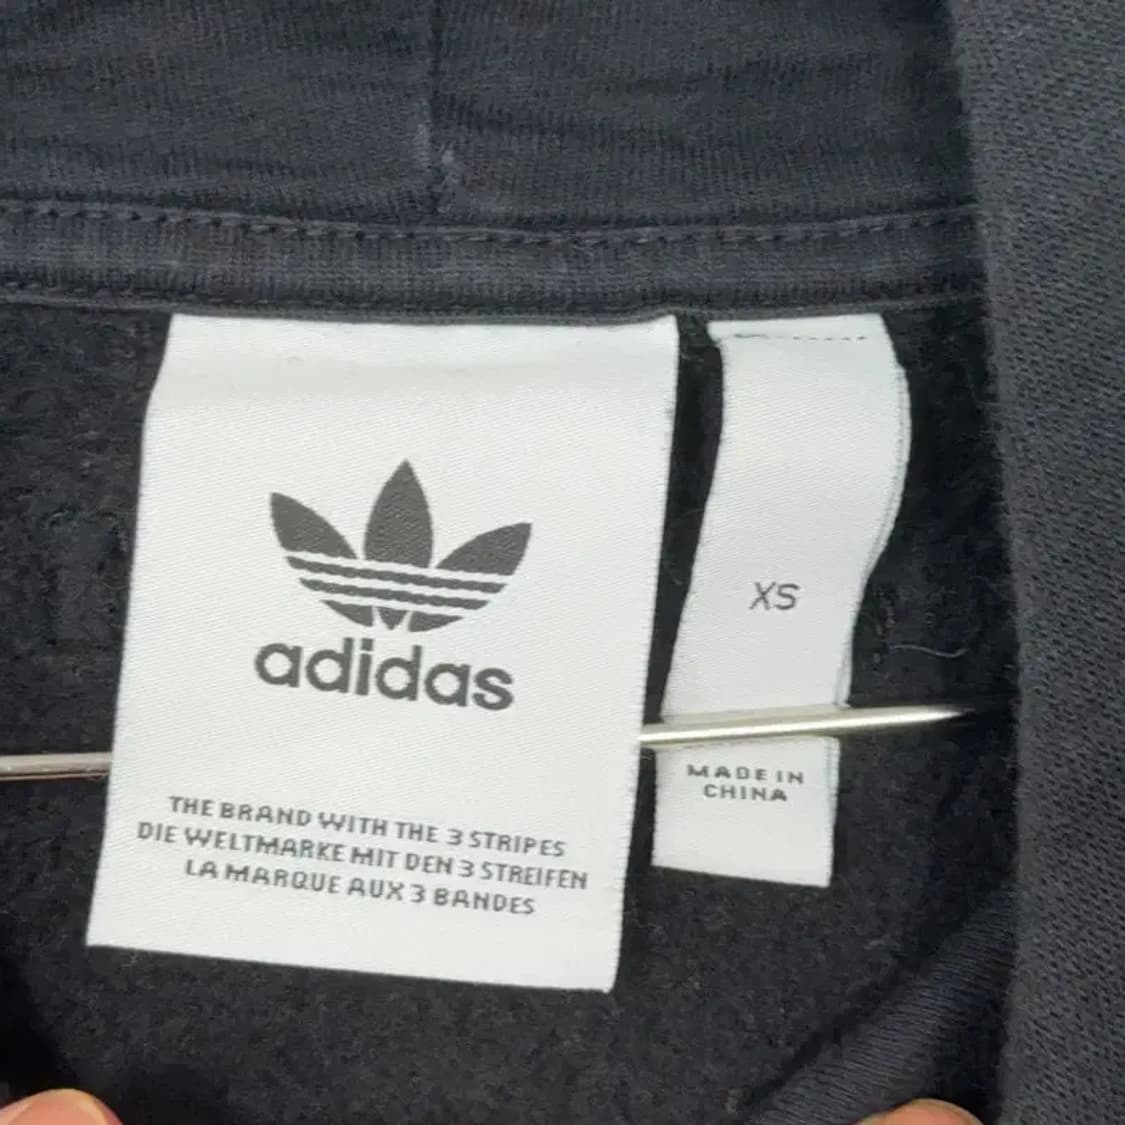 adidas
THE BRAND WITH THE 3 STRIPES
DIE WELTMARKE MIT DEN 3 STREIFEN
LA MARQUE AUX 3 BANDES
XS
MADE IN
CHINA